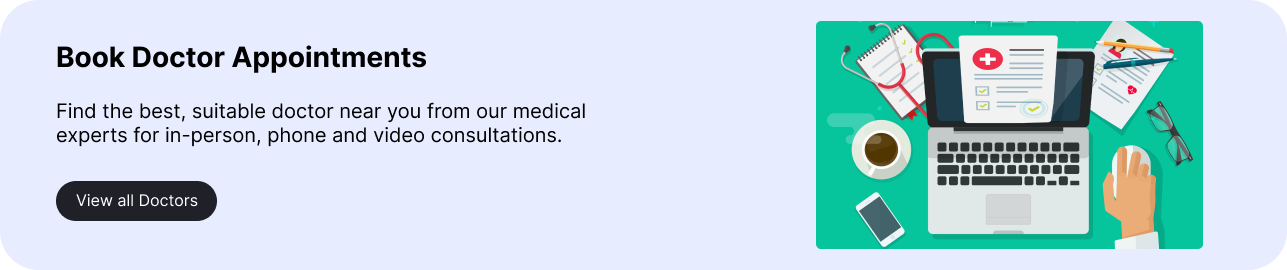 Book Doctor Appointments
Find the best, suitable doctor near you from our medical
experts for in-person, phone and video consultations.
View all Doctors